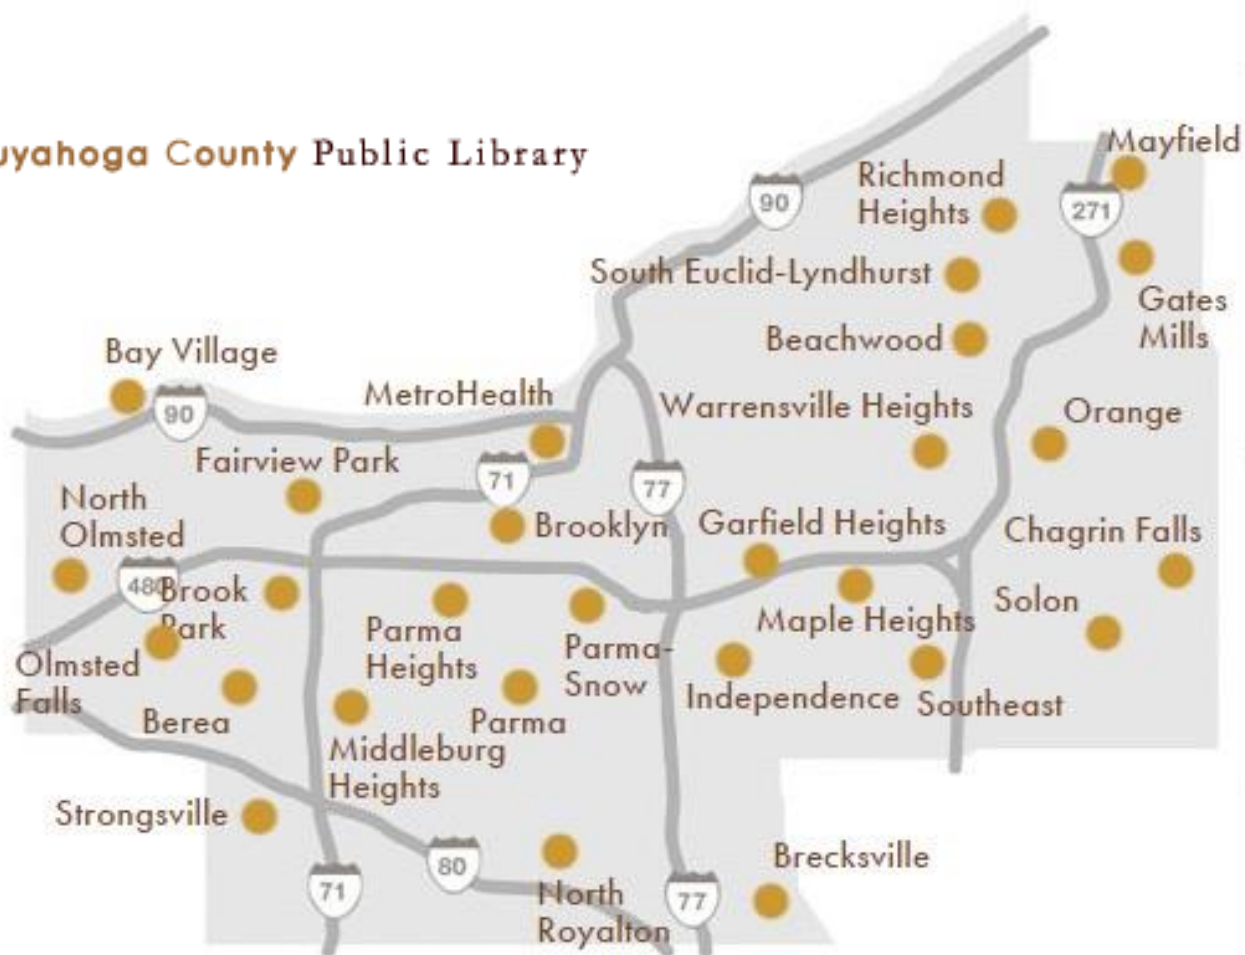 uyahoga County Public Library
Mayfield
Richmond
Heights
90
271
South Euclid-Lyndhurst
Gates
Mills
Beachwood
Bay Village
MetroHealth
Warrensville Heights
Orange
90
Fairview Park
71
77
North
Olmsted
Brooklyn
Garfield Heights
Chagrin Falls
480
Brook
Park
Parma
Heights
Parma-
Snow
Maple Heights
Solon
Olmsted
Falls
Berea
Parma
Independence
Southeast
Middleburg
Heights
Strongsville
80
Brecksville
71
77
North
Royalton